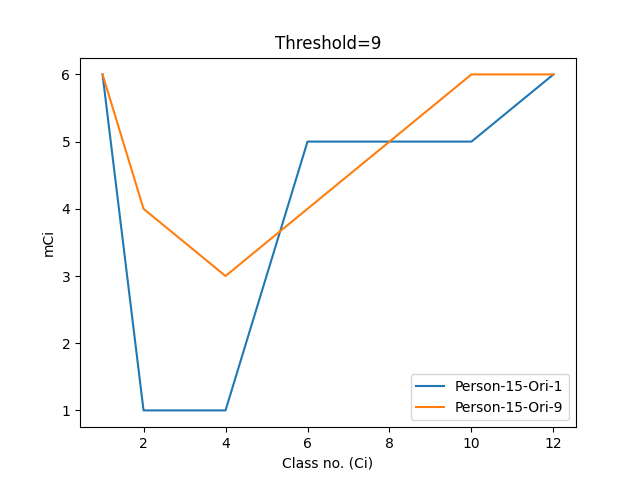 Threshold=9
6
5
4
3
2
1
mCi
2 4 6 8 10 12
Class no. (Ci)
Person-15-Ori-1
Person-15-Ori-9